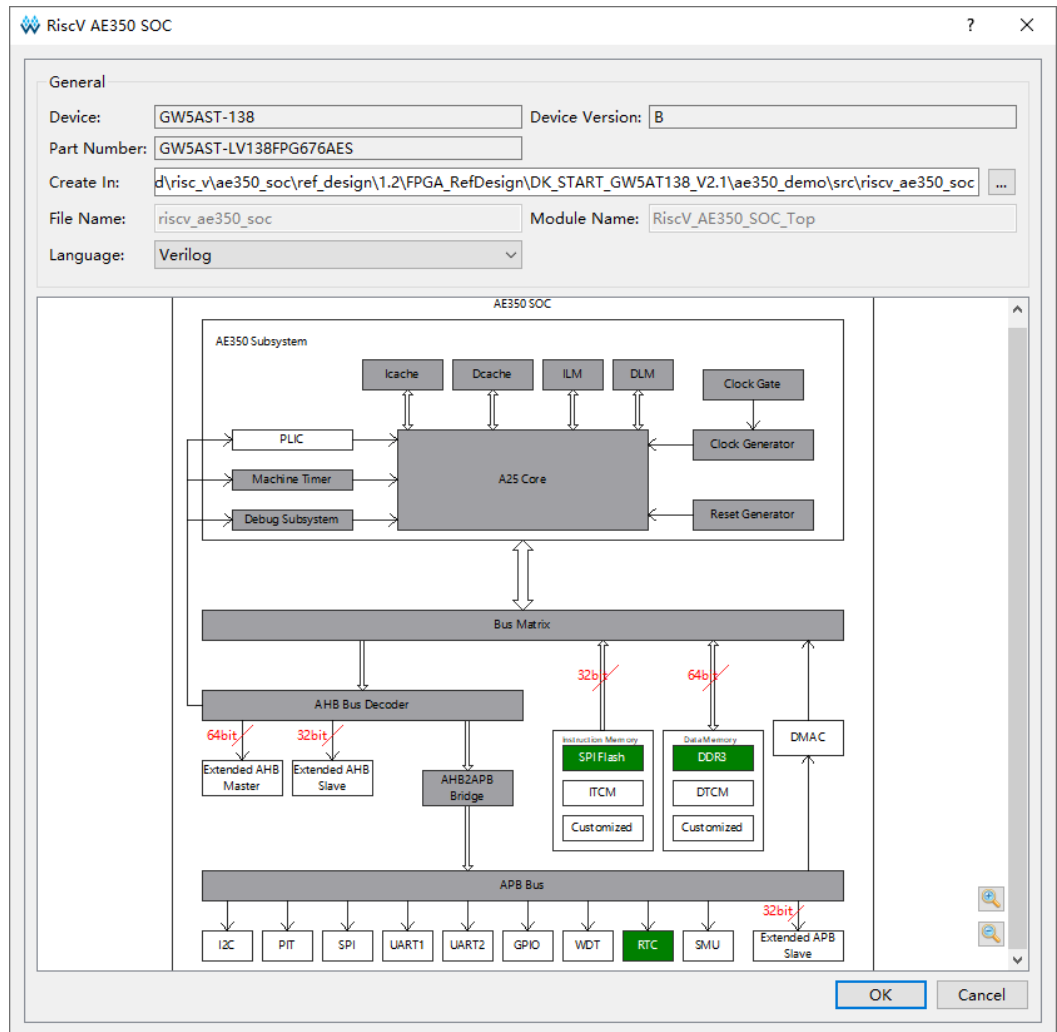 RiscV AE350 SOC
General
Device: GW5AST-138 Device Version: B
Part Number: GW5AST-LV138FPG676AES
Create In: d\risc_v\ae350_soc\ref_design\1.2\FPGA_RefDesign\DK_START_GW5AT138_V2.1\ae350_demo\src\riscv_ae350_soc ...
File Name: riscv_ae350_soc Module Name: RiscV_AE350_SOC_Top
Language: Verilog
AE350 SOC
AE350 Subsystem
Icache Dcache ILM DLM Clock Gate
PLIC
Clock Generator
Machine Timer
A25 Core
Debug Subsystem
Reset Generator
Bus Matrix
32bit 64bit
AHB Bus Decoder
64bit 32bit
Instruction Memory Data Memory
SPI Flash DDR3
DMAC
Extended AHB Master
Extended AHB Slave
AHB2APB Bridge
ITCM DTCM
Customized Customized
APB Bus
32bit
I2C PIT SPI UART1 UART2 GPIO WDT RTC SMU
Extended APB Slave
OK Cancel